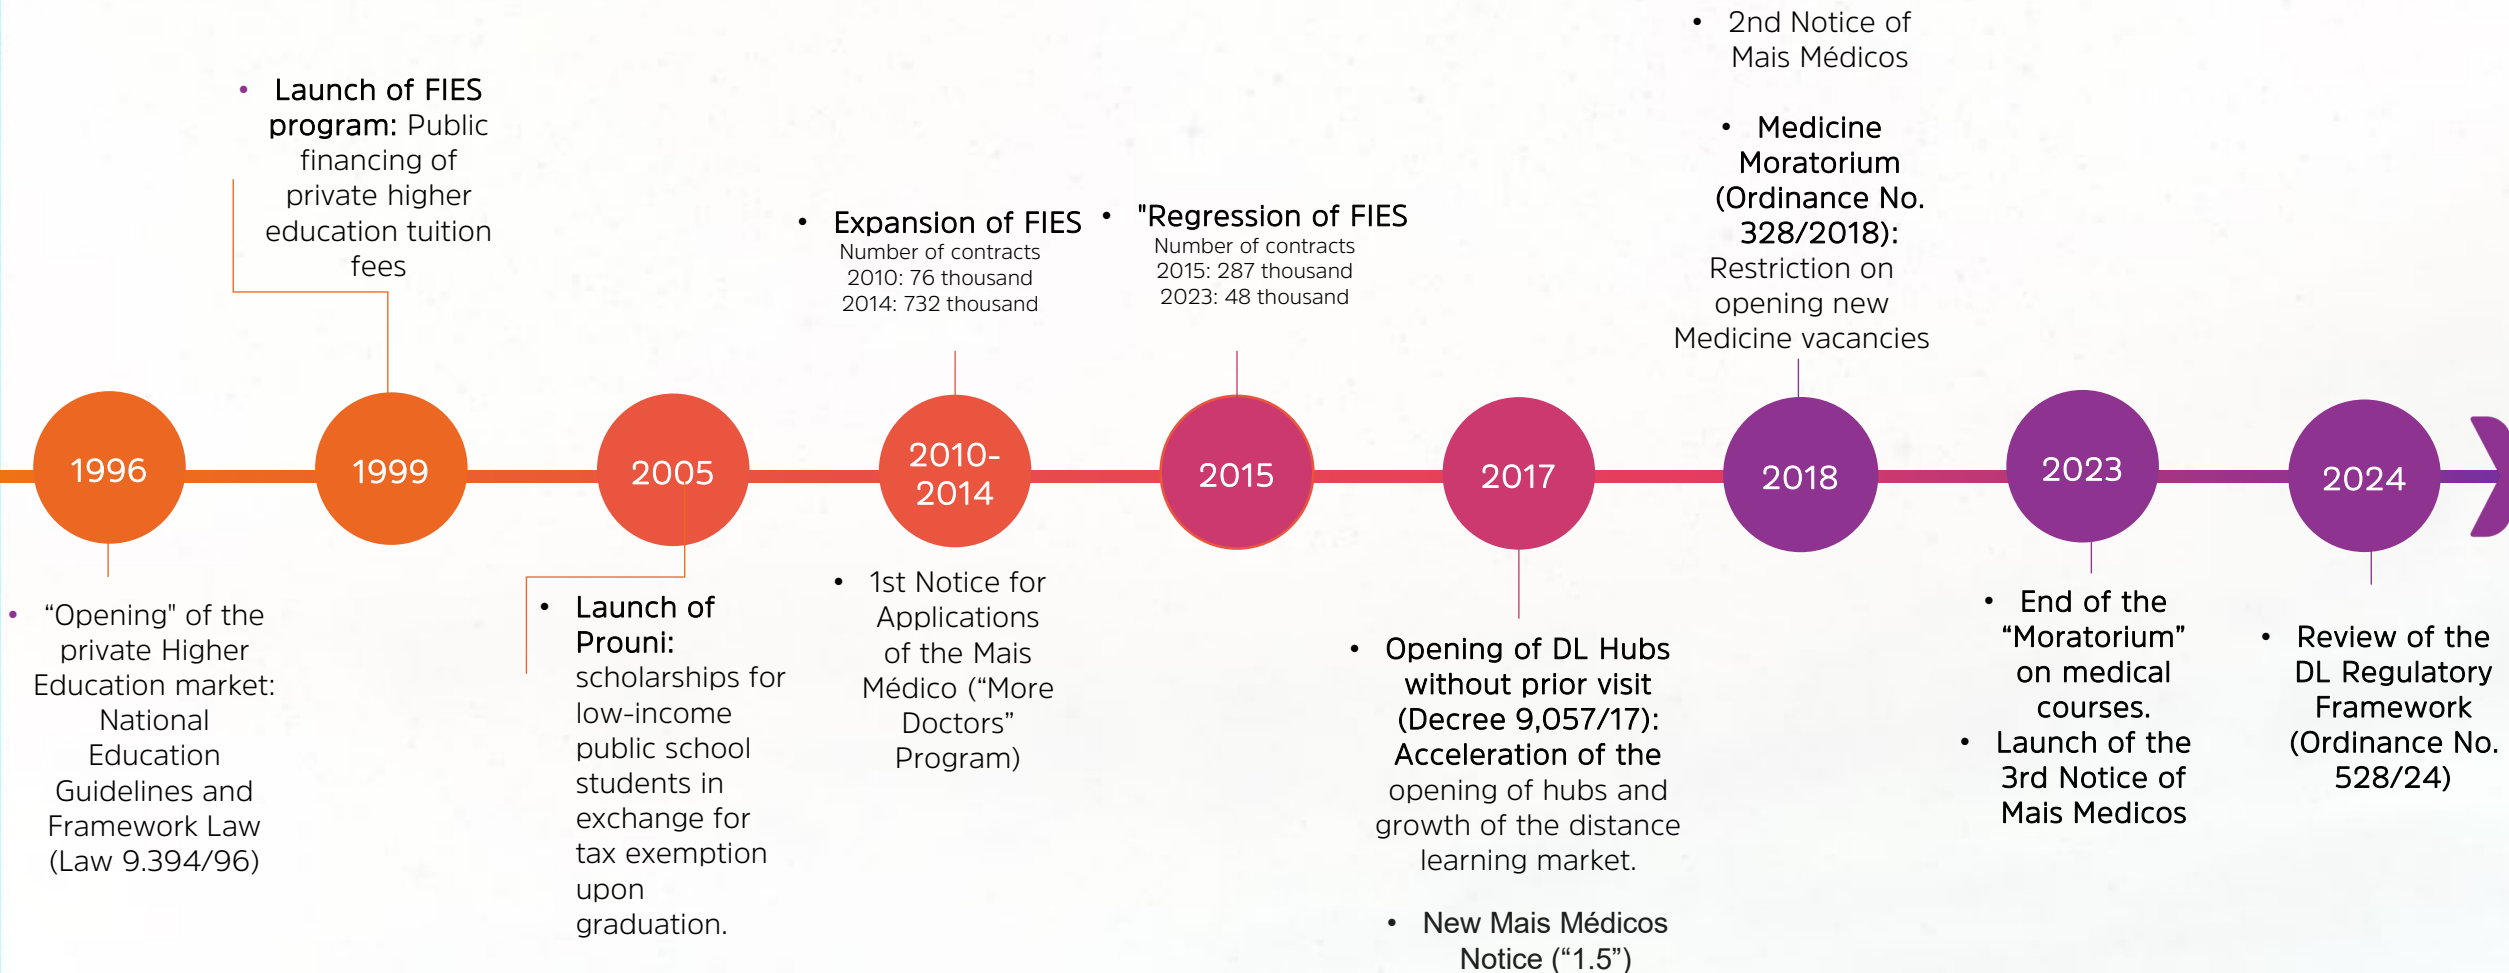 1996
• “Opening" of the
private Higher
Education market:
National
Education
Guidelines and
Framework Law
(Law 9.394/96)
• Launch of FIES
program: Public
financing of
private higher
education tuition
fees
1999
2005
• Launch of
Prouni:
scholarships for
low-income
public school
students in
exchange for
tax exemption
upon
graduation.
• Expansion of FIES
Number of contracts
2010: 76 thousand
2014: 732 thousand
2010-
2014
• 1st Notice for
Applications
of the Mais
Médico (“More
Doctors”
Program)
• "Regression of FIES
Number of contracts
2015: 287 thousand
2023: 48 thousand
2015
2017
• Opening of DL Hubs
without prior visit
(Decree 9,057/17):
Acceleration of the
opening of hubs and
growth of the distance
learning market.
• New Mais Médicos
Notice (“1.5”)
• 2nd Notice of
Mais Médicos
• Medicine
Moratorium
(Ordinance No.
328/2018):
Restriction on
opening new
Medicine vacancies
2018
2023
• End of the
“Moratorium”
on medical
courses.
• Launch of the
3rd Notice of
Mais Medicos
2024
• Review of the
DL Regulatory
Framework
(Ordinance No.
528/24)